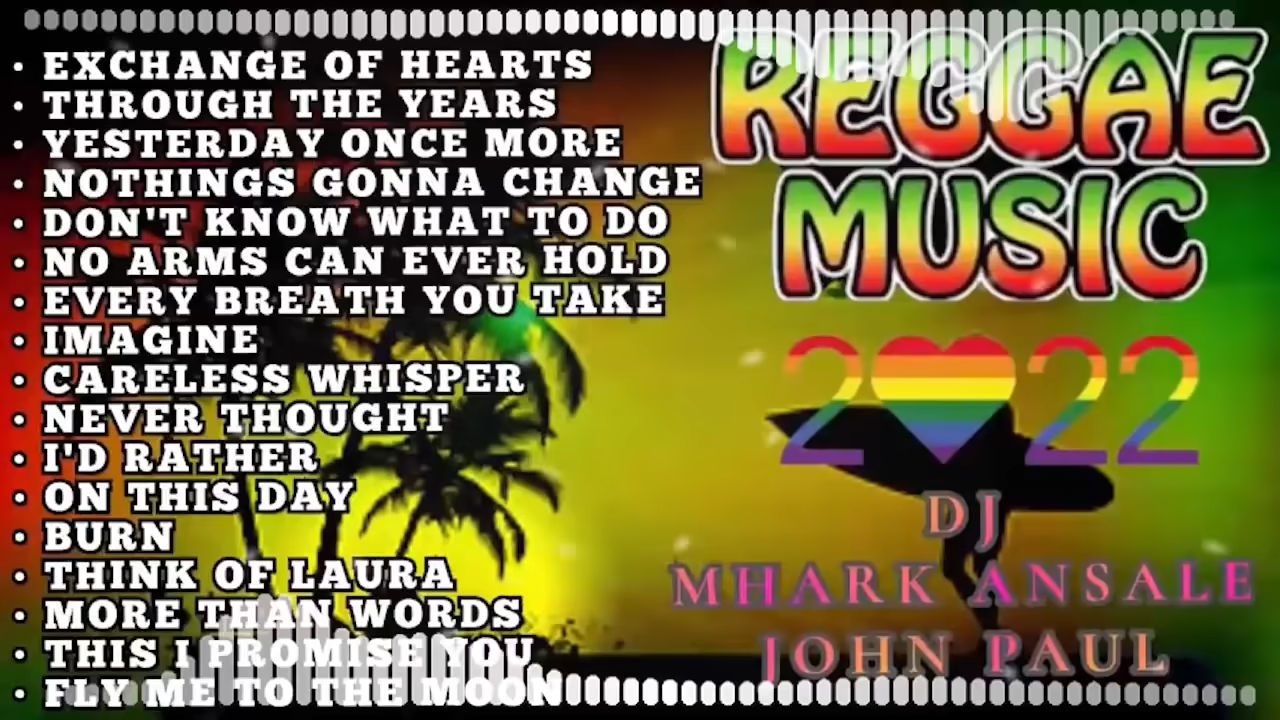 • EXCHANGE OF HEARTS
• THROUGH THE YEARS
• YESTERDAY ONCE MORE
• NOTHINGS GONNA CHANGE
• DON'T KNOW WHAT TO DO
• NO ARMS CAN EVER HOLD
• EVERY BREATH YOU TAKE
• IMAGINE
• CARELESS WHISPER
• NEVER THOUGHT
• I'D RATHER
• ON THIS DAY
• BURN
• THINK OF LAURA
• MORE THAN WORDS
• THIS I PROMISE YOU
• FLY ME TO THE MOON
REGGAE
MUSIC
2022
DJ
MHARK ANSALE
JOHN PAUL